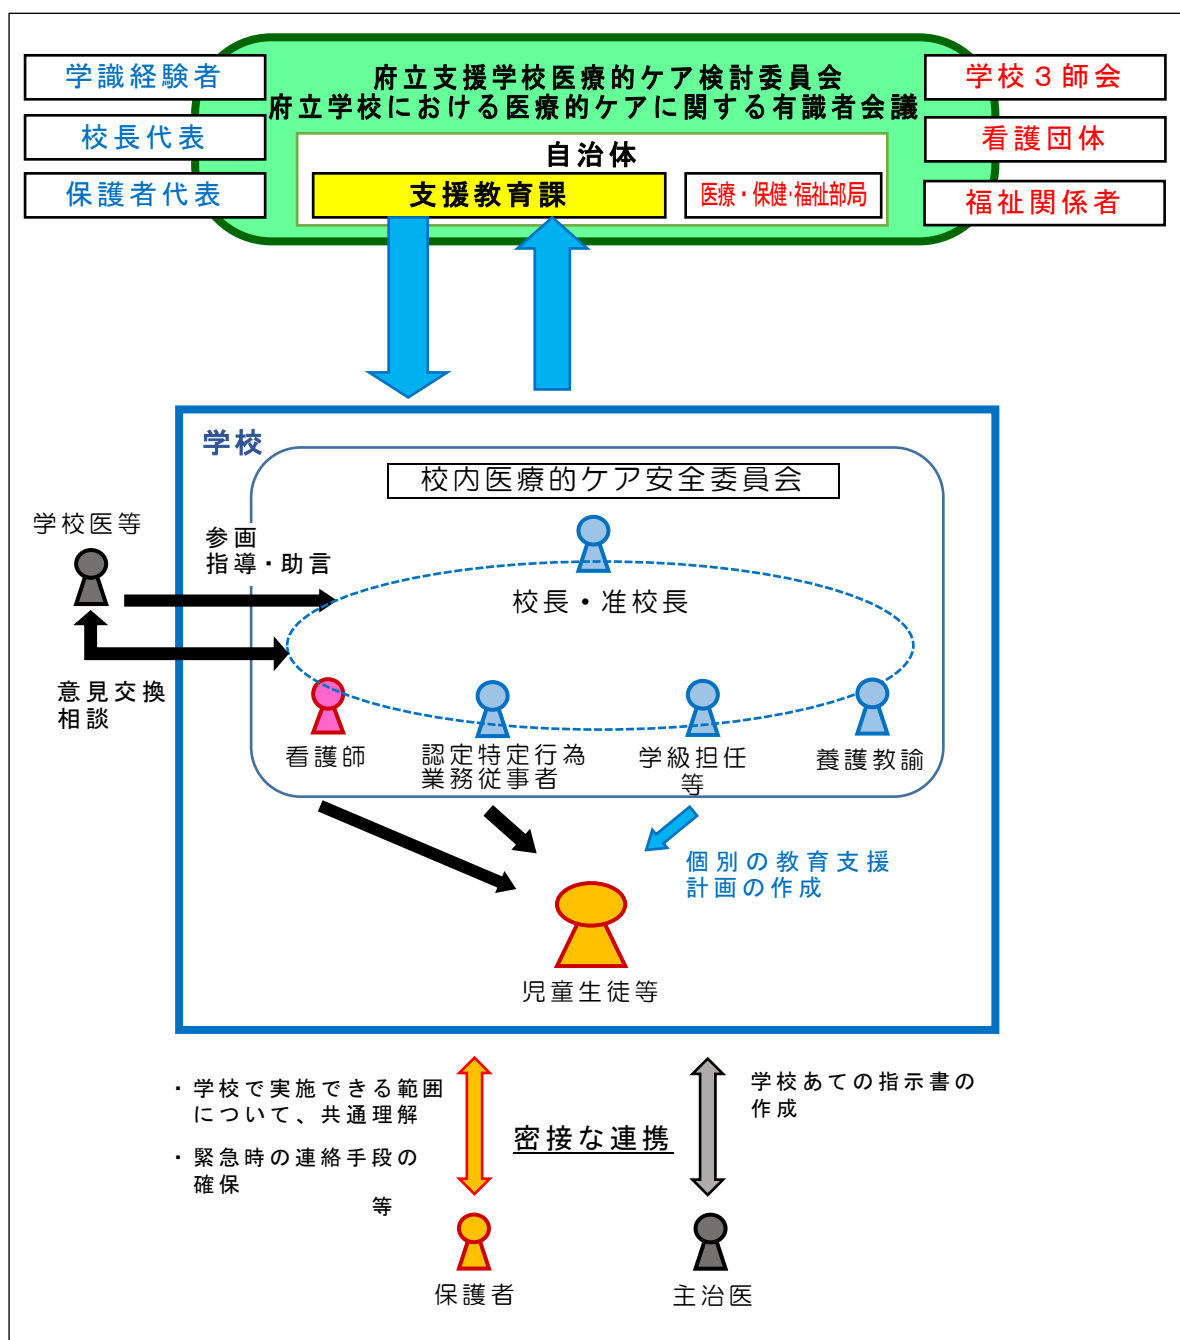 学識経験者
校長代表
保護者代表
府立支援学校医療的ケア検討委員会
府立学校における医療的ケアに関する有識者会議
自治体
支援教育課
医療・保健・福祉部局
学校３師会
看護団体
福祉関係者
学校
校内医療的ケア安全委員会
学校医等
参画
指導・助言
校長・准校長
意見交換
相談
看護師
認定特定行為
業務従事者
学級担任
等
養護教諭
個別の教育支援
計画の作成
児童生徒等
・学校で実施できる範囲
について、共通理解
・緊急時の連絡手段の
確保
等
密接な連携
学校あての指示書の
作成
保護者
主治医